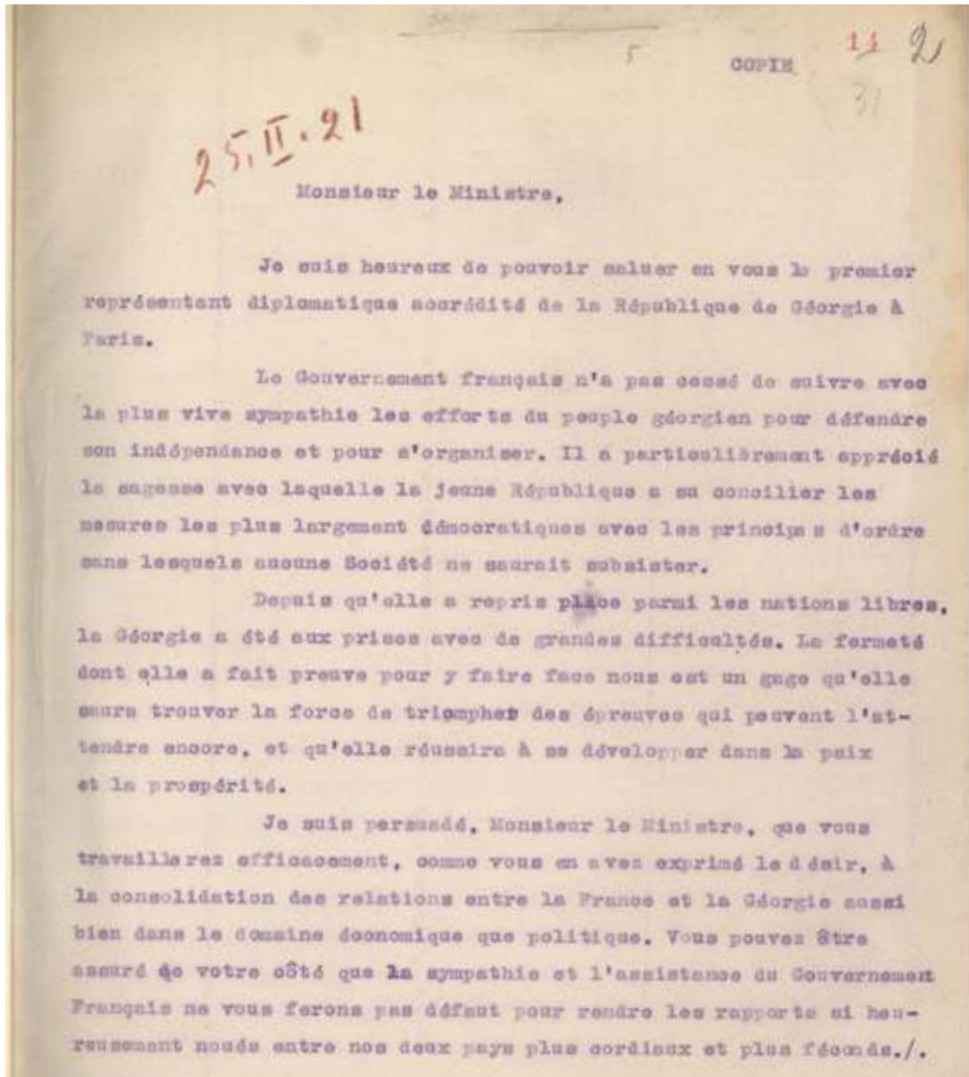 5
COPIE
14
2
31
25.II.21
Monsieur le Ministre,
Je suis heureux de pouvoir saluer en vous le premier
représentant diplomatique accrédité de la République de Géorgie à
Paris.
Le Gouvernement français n'a pas cessé de suivre avec
la plus vive sympathie les efforts du peuple géorgien pour défendre
son indépendance et pour s'organiser. Il a particulièrement apprécié
la sagesse avec laquelle la jeune République a su concilier les
mesures les plus largement démocratiques avec les principes d'ordre
sans lesquels aucune Société ne saurait subsister.
Depuis qu'elle a repris place parmi les nations libres,
la Géorgie a été aux prises avec de grandes difficultés. La fermeté
dont elle a fait preuve pour y faire face nous est un gage qu'elle
saura trouver la force de triompher des épreuves qui peuvent l'at-
tendre encore, et qu'elle réussira à se développer dans la paix
et la prospérité.
Je suis persuadé, Monsieur le Ministre, que vous
travaillerez efficacement, comme vous en avez exprimé le désir, à
la consolidation des relations entre la France et la Géorgie aussi
bien dans le domaine économique que politique. Vous pouvez être
assuré de votre côté que la sympathie et l'assistance du Gouvernement
Français ne vous ferons pas défaut pour rendre les rapports si heu-
reusement noués entre nos deux pays plus cordiaux et plus féconds./.